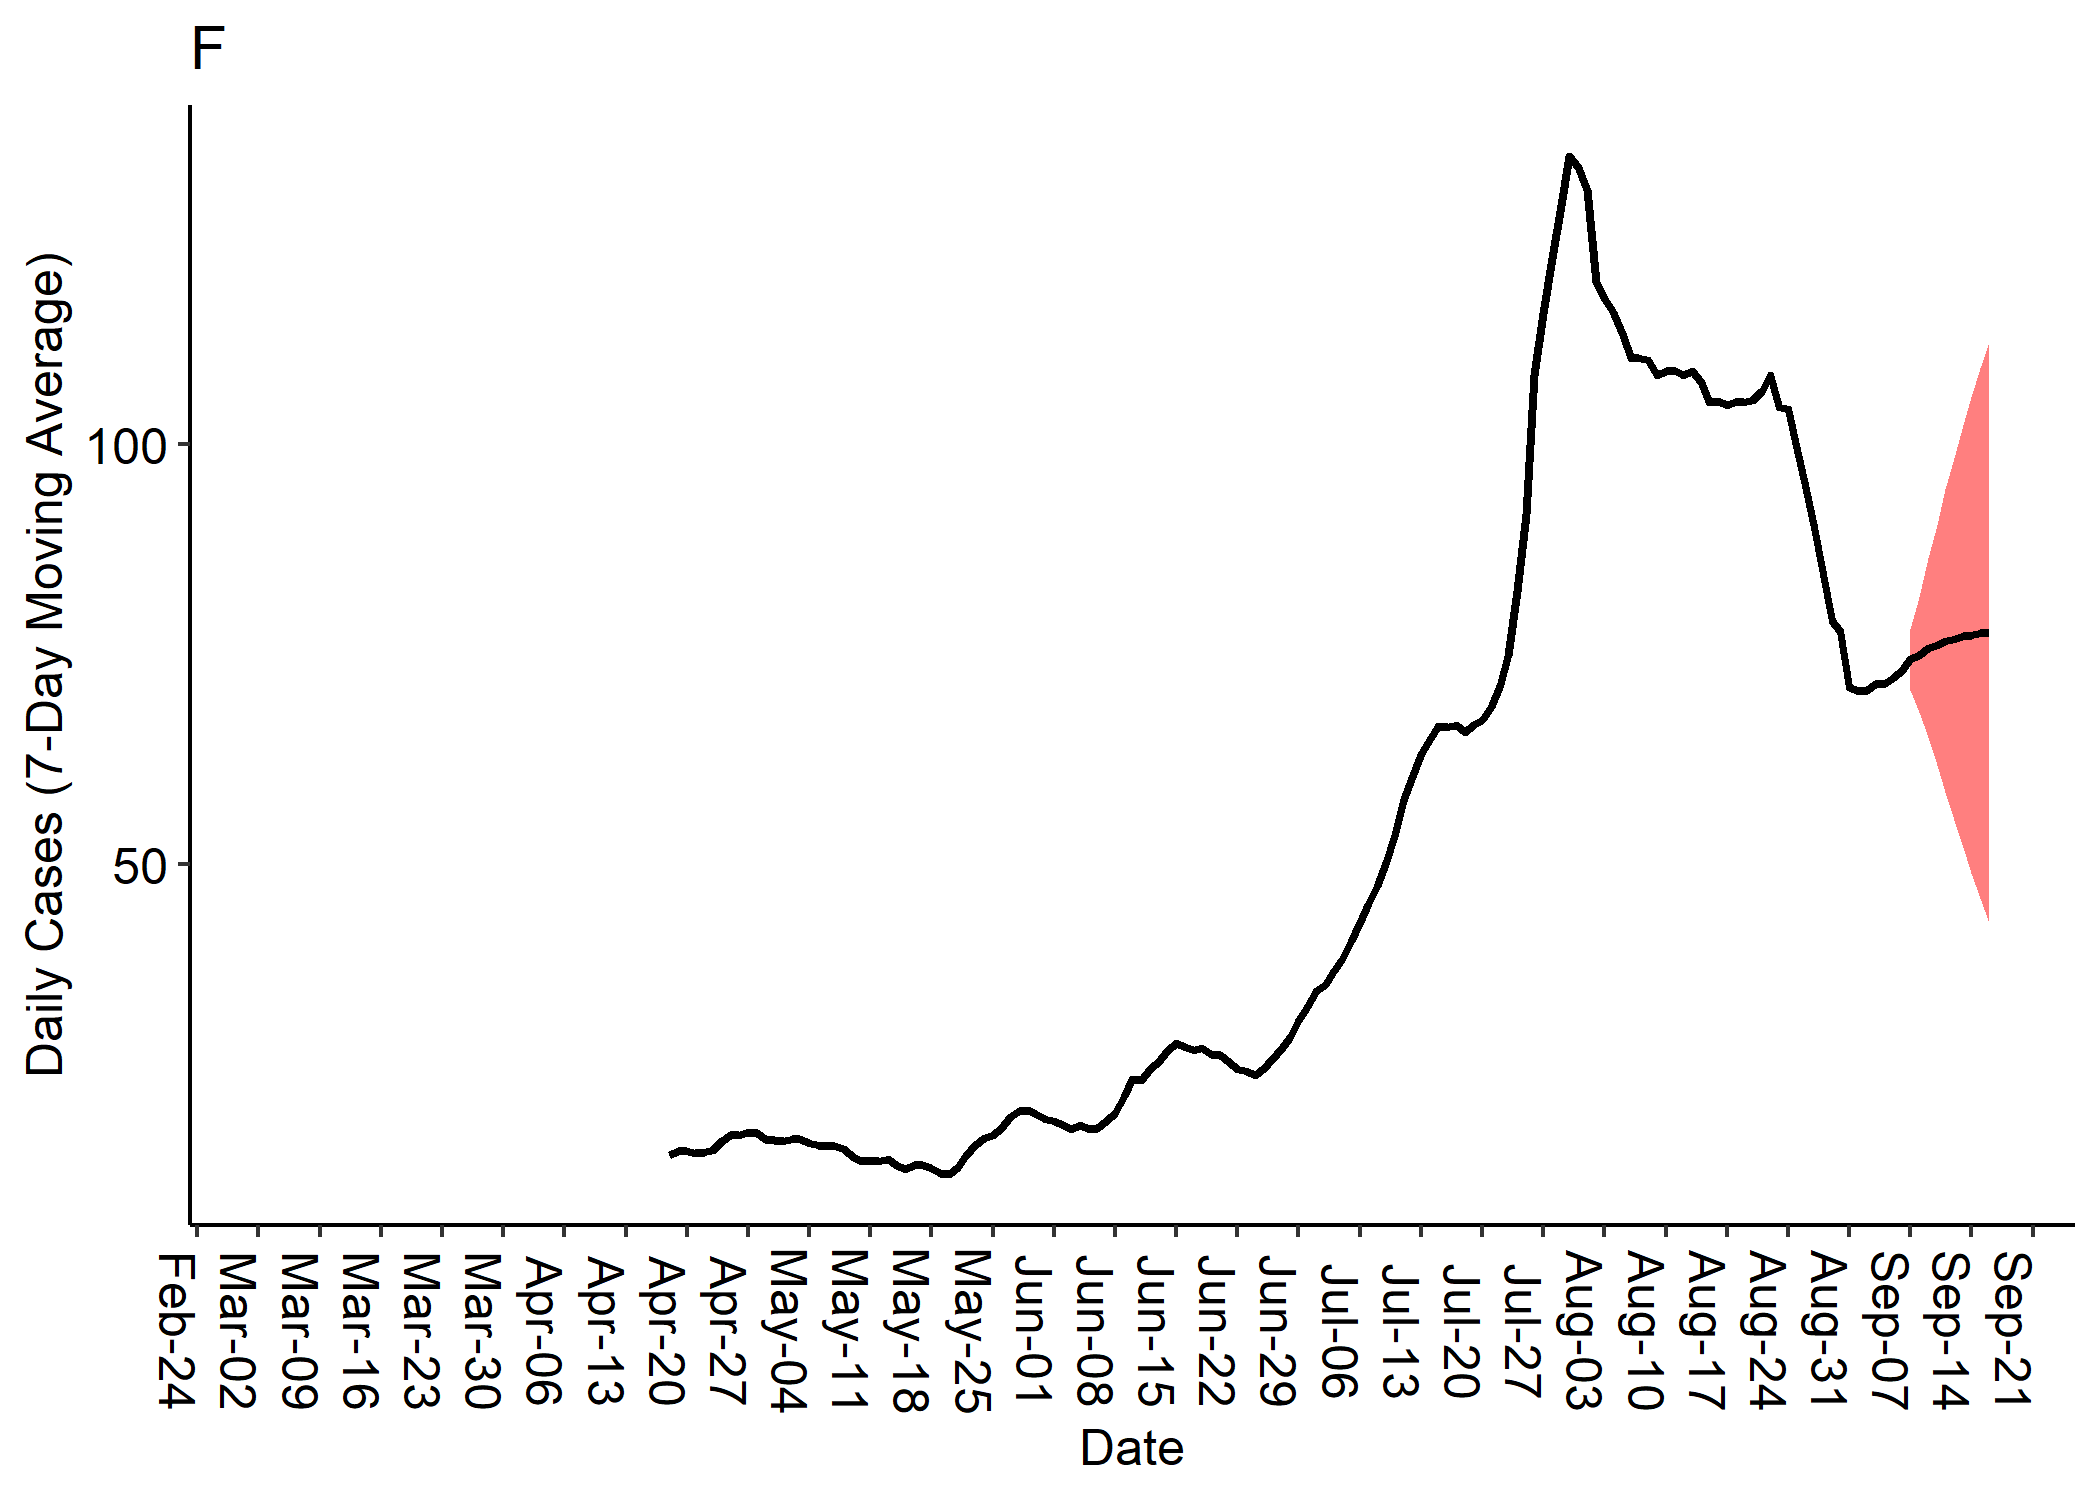 F
Daily Cases (7-Day Moving Average)
100
50
Feb-24
Mar-02
Mar-09
Mar-16
Mar-23
Mar-30
Apr-06
Apr-13
Apr-20
Apr-27
May-04
May-11
May-18
May-25
Jun-01
Jun-08
Jun-15
Jun-22
Jun-29
Jul-06
Jul-13
Jul-20
Jul-27
Aug-03
Aug-10
Aug-17
Aug-24
Aug-31
Sep-07
Sep-14
Sep-21
Date